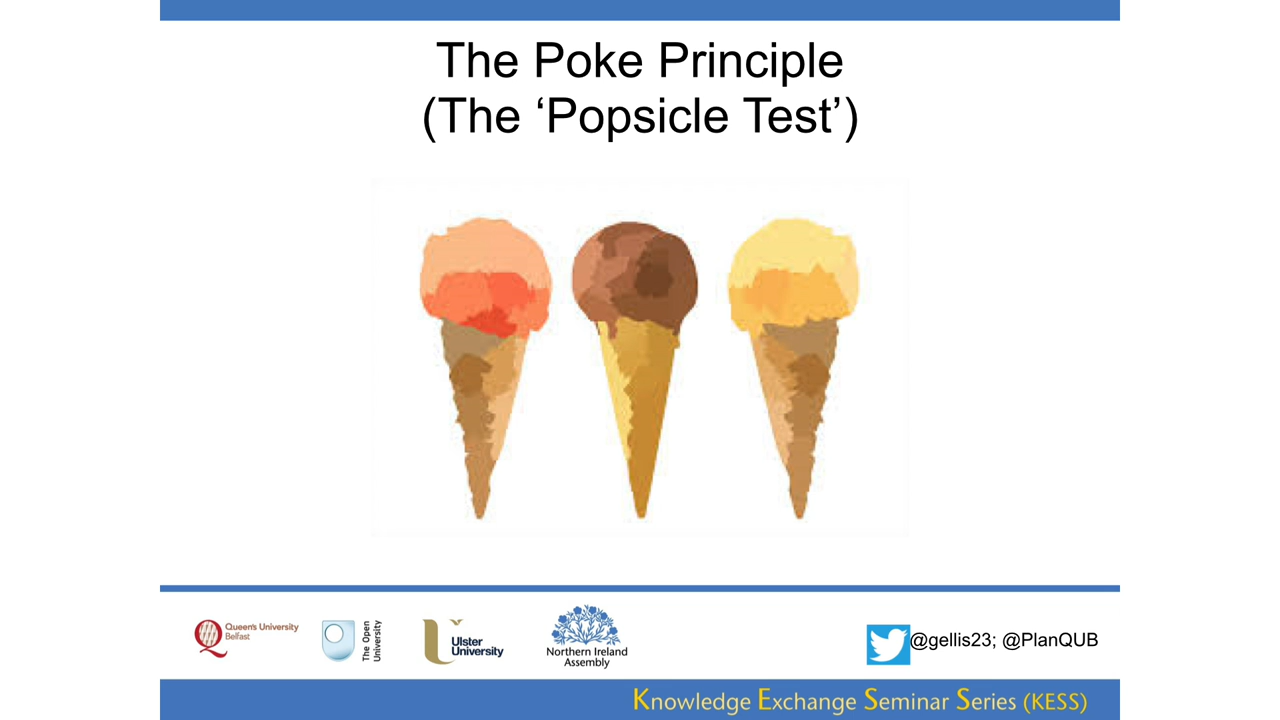 The Poke Principle
(The ‘Popsicle Test’)
Queen's University
Belfast
The Open
University
Ulster
University
Northern Ireland
Assembly
@gellis23; @PlanQUB
Knowledge Exchange Seminar Series (KESS)